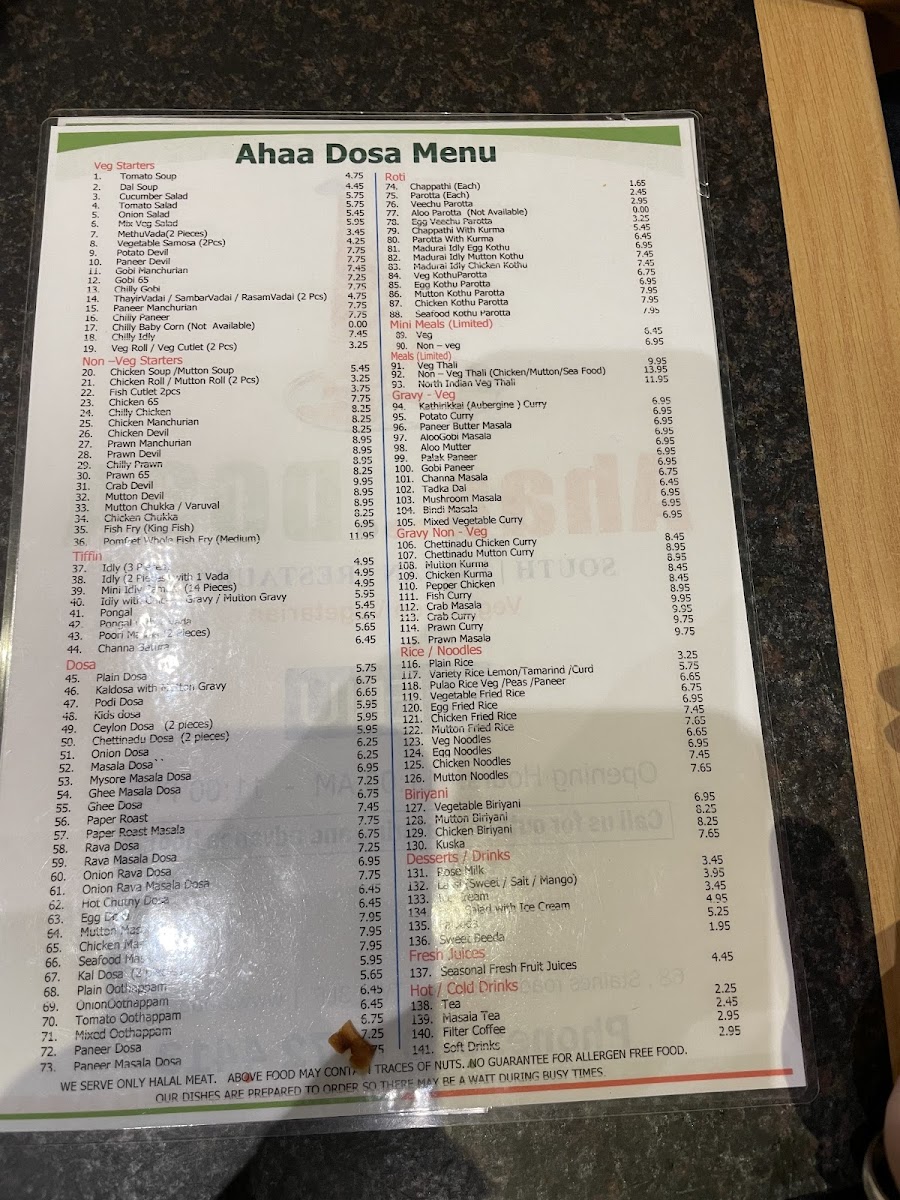 Ahaa Dosa Menu
Veg Starters
1. Tomato Soup 4.75
2. Dal Soup 4.45
3. Cucumber Salad 5.75
4. Tomato Salad 5.75
5. Onion Salad 5.45
6. Mix Veg Salad 5.95
7. MethuVada(2 Pieces) 3.45
8. Vegetable Samosa (2Pcs) 4.25
9. Potato Devil 7.75
10. Paneer Devil 7.75
11. Gobi Manchurian 7.45
12. Gobi 65 7.25
13. Chilly Gobi 7.75
14. ThayirVadai / SambarVadai / RasamVadai (2 Pcs) 4.75
15. Paneer Manchurian 7.75
16. Chilly Paneer 7.75
17. Chilly Baby Corn (Not Available) 0.00
18. Chilly Idly 7.45
19. Veg Roll / Veg Cutlet (2 Pcs) 3.25
Non –Veg Starters
20. Chicken Soup /Mutton Soup 5.45
21. Chicken Roll / Mutton Roll (2 Pcs) 3.25
22. Fish Cutlet 2pcs 3.75
23. Chicken 65 7.75
24. Chilly Chicken 8.25
25. Chicken Manchurian 8.25
26. Chicken Devil 8.25
27. Prawn Manchurian 8.95
28. Prawn Devil 8.95
29. Chilly Prawn 8.95
30. Prawn 65 8.25
31. Crab Devil 9.95
32. Mutton Devil 8.95
33. Mutton Chukka / Varuval 8.95
34. Chicken Chukka 8.25
35. Fish Fry (King Fish) 6.95
36. Pomfret Whole Fish Fry (Medium) 11.95
Tiffin
37. Idly (3 Pieces) 4.95
38. Idly (2 Pieces) with 1 Vada 4.95
39. Mini Idly (14 Pieces) 4.95
40. Idly with Gravy / Mutton Gravy 5.95
41. Pongal 5.45
42. Pongal Vada 5.65
43. Poori (2 Pieces) 5.65
44. Channa Batura 6.45
Dosa
45. Plain Dosa 5.75
46. Kaldosa with Mutton Gravy 6.75
47. Podi Dosa 6.65
48. Kids dosa 5.95
49. Ceylon Dosa (2 pieces) 5.95
50. Chettinadu Dosa (2 pieces) 5.95
51. Onion Dosa 6.25
52. Masala Dosa`` 6.25
53. Mysore Masala Dosa 6.95
54. Ghee Masala Dosa 7.25
55. Ghee Dosa 6.75
56. Paper Roast 7.45
57. Paper Roast Masala 7.75
58. Rava Dosa 6.75
59. Rava Masala Dosa 7.25
60. Onion Rava Dosa 6.95
61. Onion Rava Masala Dosa 7.75
62. Hot Chutny Dosa 6.45
63. Egg Dosa 6.45
64. Mutton 7.95
65. Chicken 7.95
66. Seafood 7.95
67. Kal Dosa 5.95
68. Plain Oothappam 5.65
69. OnionOothappam 6.45
70. Tomato Oothappam 6.45
71. Mixed Oothappam 6.75
72. Paneer Dosa 7.25
73. Paneer Masala Dosa
Roti
74. Chappathi (Each) 1.65
75. Parotta (Each) 2.45
76. Veechu Parotta 2.95
77. Aloo Parotta (Not Available) 0.00
78. Egg Veechu Parotta 3.25
79. Chappathi With Kurma 5.45
80. Parotta With Kurma 6.45
81. Madurai Idly Egg Kothu 6.95
82. Madurai Idly Mutton Kothu 7.45
83. Madurai Idly Chicken Kothu 7.45
84. Veg KothuParotta 6.75
85. Egg Kothu Parotta 6.95
86. Mutton Kothu Parotta 7.95
87. Chicken Kothu Parotta 7.95
88. Seafood Kothu Parotta 7.95
Mini Meals (Limited)
89. Veg 6.45
90. Non – veg 6.95
Meals (Limited)
91. Veg Thali 9.95
92. Non – Veg Thali (Chicken/Mutton/Sea Food) 13.95
93. North Indian Veg Thali 11.95
Gravy - Veg
94. Kathirikkai (Aubergine ) Curry 6.95
95. Potato Curry 6.95
96. Paneer Butter Masala 6.95
97. AlooGobi Masala 6.95
98. Aloo Mutter 6.95
99. Palak Paneer 6.95
100. Gobi Paneer 6.95
101. Channa Masala 6.75
102. Tadka Dal 6.45
103. Mushroom Masala 6.95
104. Bindi Masala 6.95
105. Mixed Vegetable Curry 6.95
Gravy Non - Veg
106. Chettinadu Chicken Curry 8.45
107. Chettinadu Mutton Curry 8.95
108. Mutton Kurma 8.95
109. Chicken Kurma 8.45
110. Pepper Chicken 8.45
111. Fish Curry 8.95
112. Crab Masala 9.95
113. Crab Curry 9.95
114. Prawn Curry 9.75
115. Prawn Masala 9.75
Rice / Noodles
116. Plain Rice 3.25
117. Variety Rice Lemon/Tamarind /Curd 5.75
118. Pulao Rice Veg /Peas /Paneer 6.65
119. Vegetable Fried Rice 6.75
120. Egg Fried Rice 6.95
121. Chicken Fried Rice 7.45
122. Mutton Fried Rice 7.65
123. Veg Noodles 6.65
124. Egg Noodles 6.95
125. Chicken Noodles 7.45
126. Mutton Noodles 7.65
Biriyani
127. Vegetable Biriyani 6.95
128. Mutton Biriyani 8.25
129. Chicken Biriyani 8.25
130. Kuska 7.65
Desserts / Drinks
131. Rose Milk 3.45
132. Lassi (Sweet / Salt / Mango) 3.95
133. Ice Cream 3.45
134. Salad with Ice Cream 4.95
135. 5.25
136. Sweet Beeda 1.95
Fresh Juices
137. Seasonal Fresh Fruit Juices 4.45
Hot / Cold Drinks
138. Tea 2.25
139. Masala Tea 2.45
140. Filter Coffee 2.95
141. Soft Drinks 2.95
WE SERVE ONLY HALAL MEAT. ABOVE FOOD MAY CONTAIN TRACES OF NUTS. NO GUARANTEE FOR ALLERGEN FREE FOOD.
OUR DISHES ARE PREPARED TO ORDER SO THERE MAY BE A WAIT DURING BUSY TIMES.